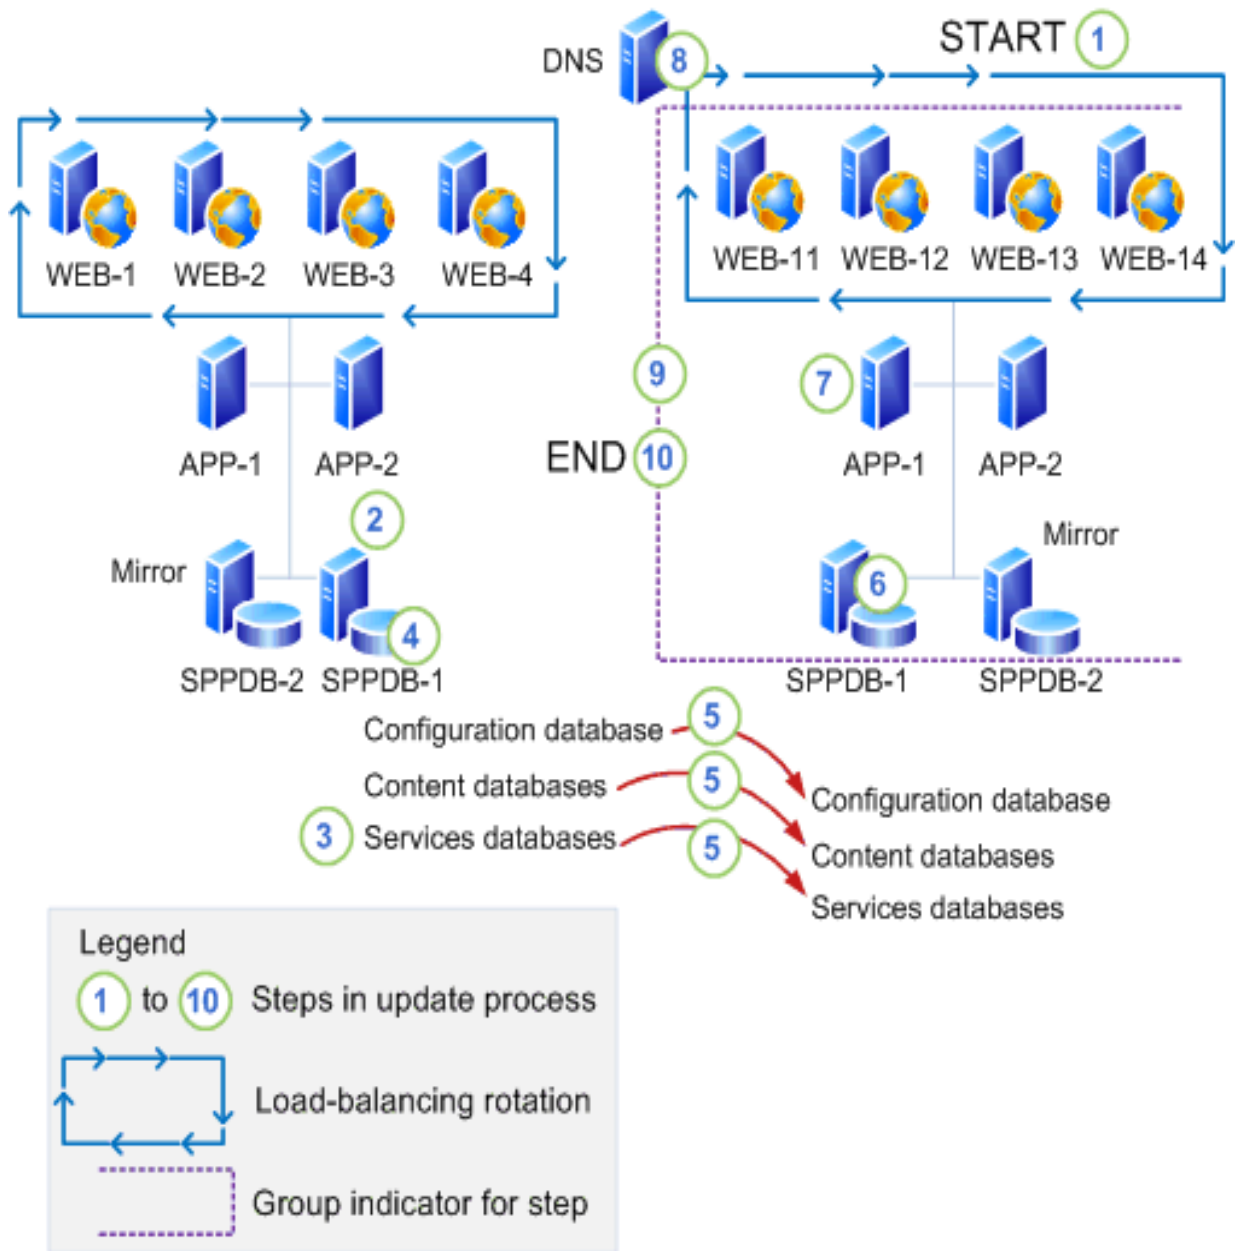 START 1
DNS 8
WEB-1 WEB-2 WEB-3 WEB-4
WEB-11 WEB-12 WEB-13 WEB-14
9
7
APP-1 APP-2
END 10
APP-1 APP-2
2
Mirror
Mirror
6
4
SPPDB-2 SPPDB-1
SPPDB-1 SPPDB-2
Configuration database 5
Content databases 5
Configuration database
3 Services databases 5
Content databases
Services databases
Legend
1 to 10 Steps in update process
Load-balancing rotation
Group indicator for step